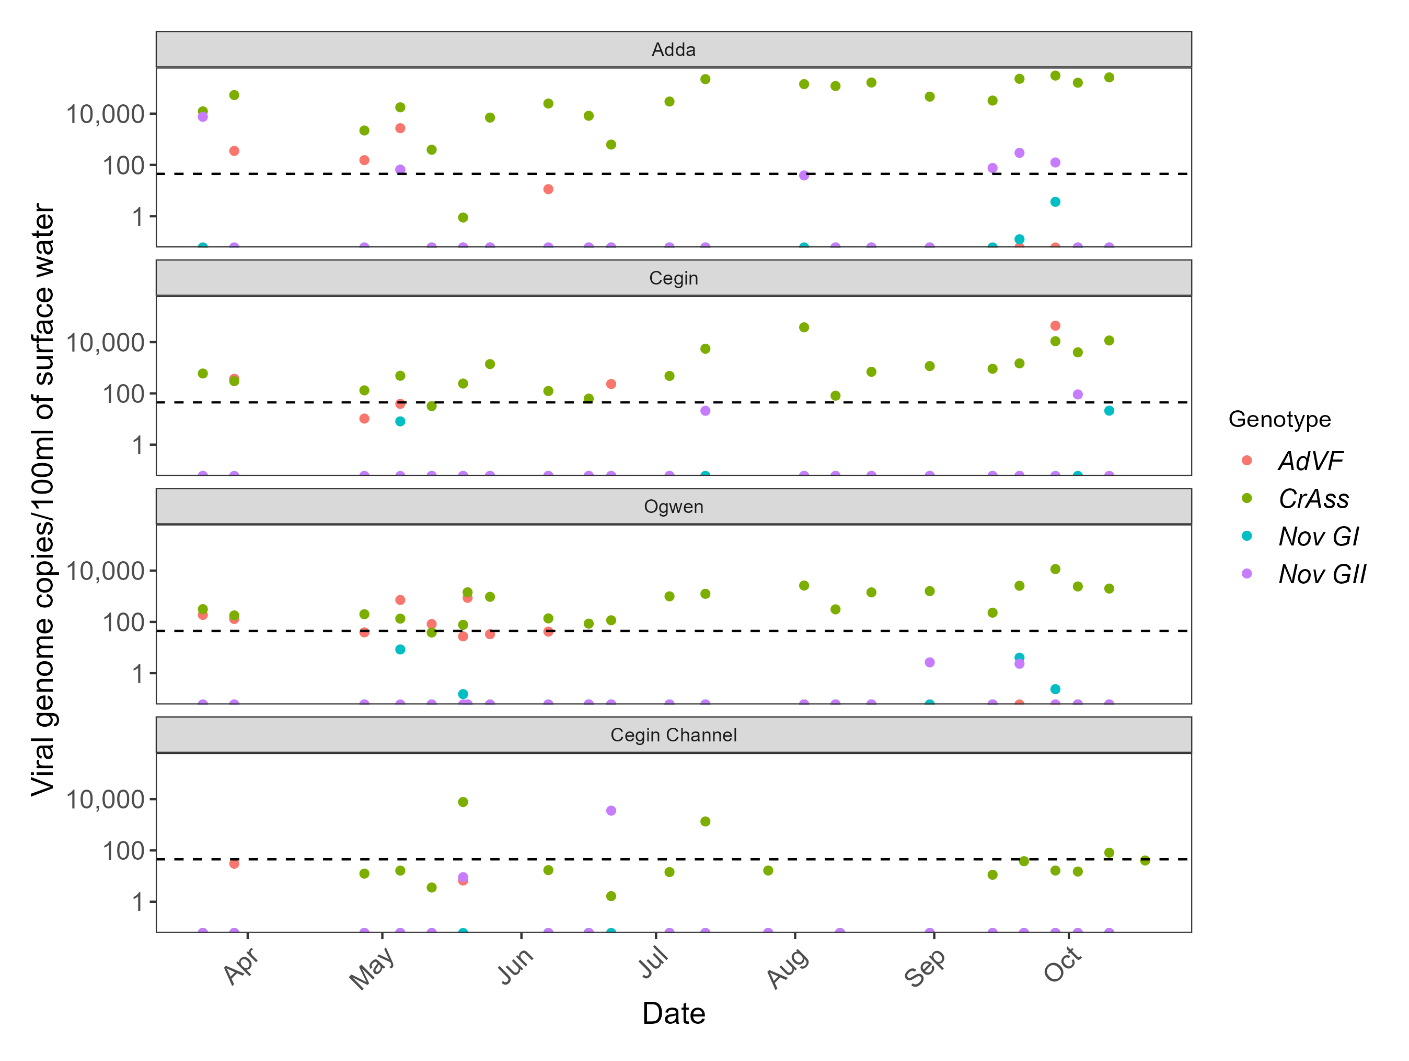 Adda
10,000
100
1
Cegin
10,000
100
1
Ogwen
10,000
100
1
Cegin Channel
10,000
100
1
Apr
May
Jun
Jul
Aug
Sep
Oct
Date
Viral genome copies/100ml of surface water
Genotype
AdVF
CrAss
Nov GI
Nov GII